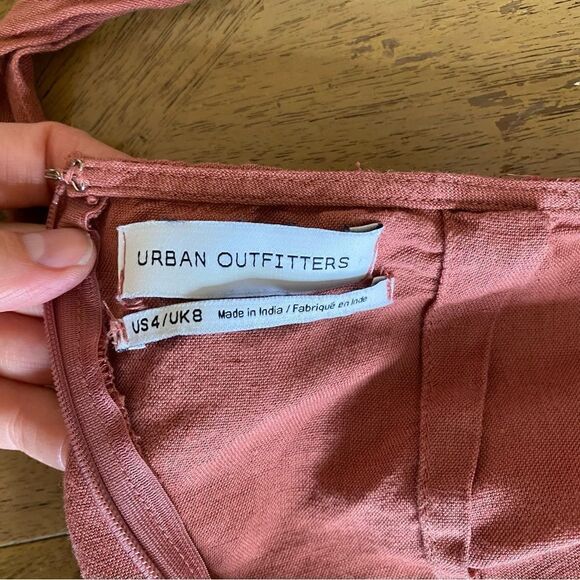 URBAN OUTFITTERS
US4/UK8 Made in India / Fabriqué en Inde